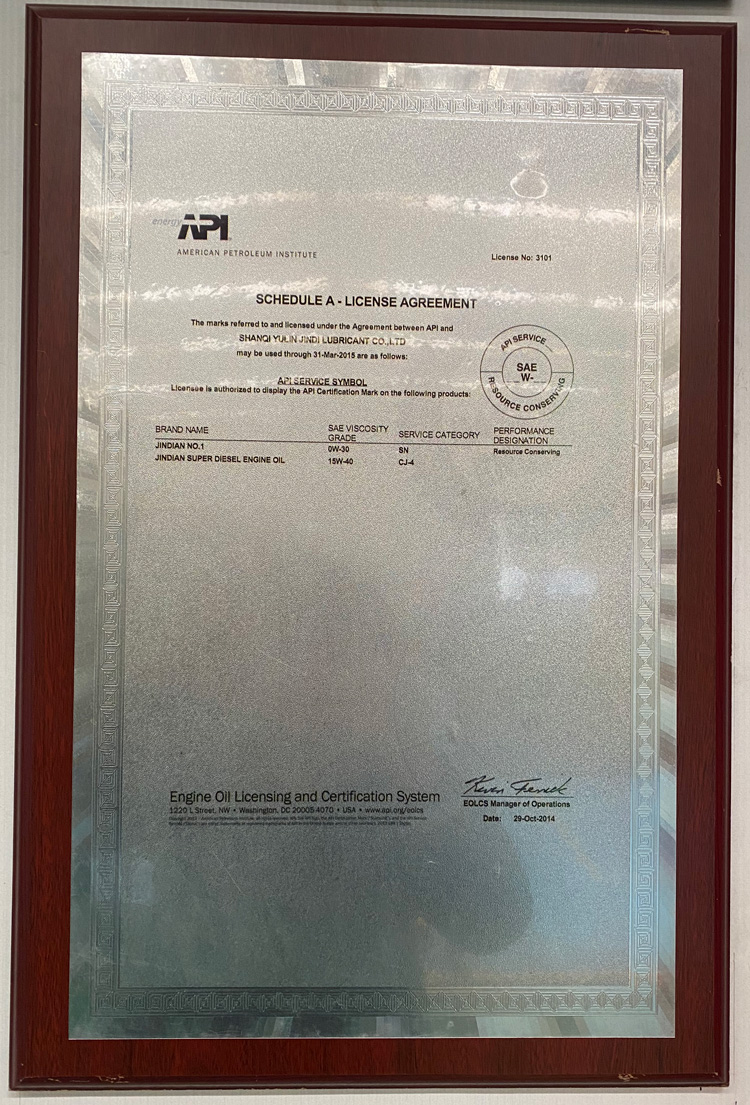 energy API
AMERICAN PETROLEUM INSTITUTE
License No: 3101
SCHEDULE A - LICENSE AGREEMENT
The marks referred to and licensed under the Agreement between API and
SHANQI YULIN JINDI LUBRICANT CO.,LTD
may be used through 31-Mar-2015 are as follows:
API SERVICE SYMBOL
Licensee is authorized to display the API Certification Mark on the following products:
API SERVICE
SAE
_W-_
RESOURCE CONSERVING
BRAND NAME SAE VISCOSITY GRADE SERVICE CATEGORY PERFORMANCE DESIGNATION
JINDIAN NO.1 0W-30 SN Resource Conserving
JINDIAN SUPER DIESEL ENGINE OIL 15W-40 CJ-4
Engine Oil Licensing and Certification System
1220 L Street, NW • Washington, DC 20005-4070 • USA • www.api.org/eolcs
Kevin Ferrick
EOLCS Manager of Operations
Date: 29-Oct-2014